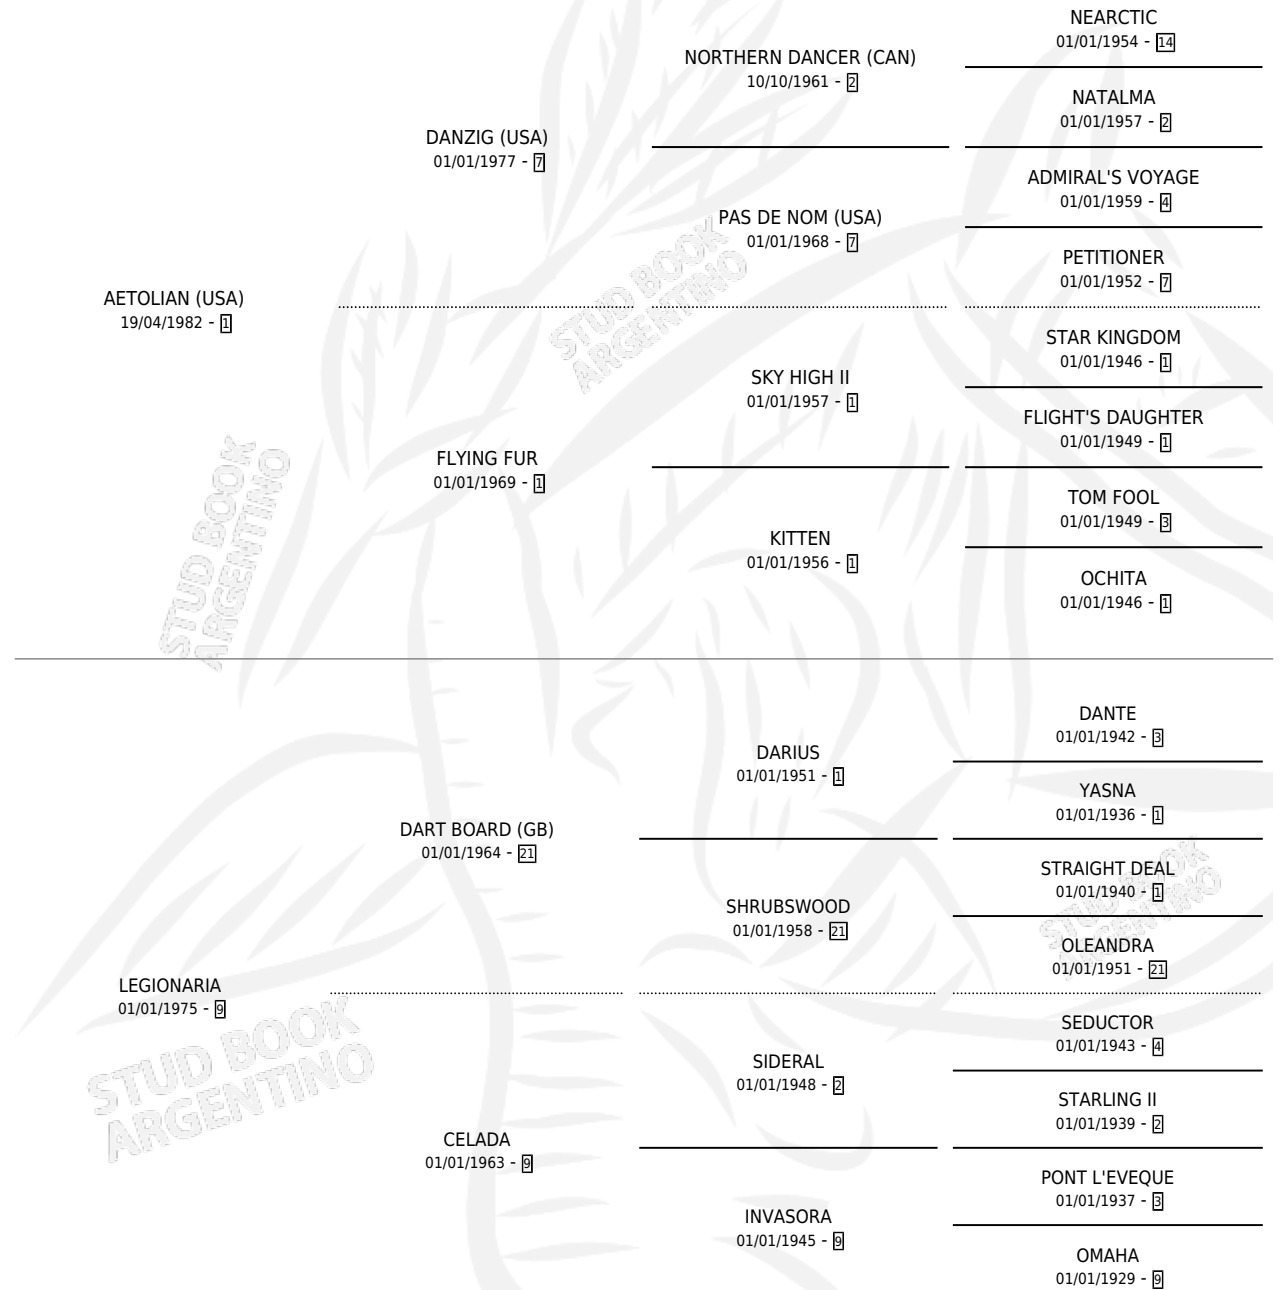 NEARCTIC
01/01/1954 - 14
NORTHERN DANCER (CAN)
10/10/1961 - 2
NATALMA
01/01/1957 - 2
DANZIG (USA)
01/01/1977 - 7
ADMIRAL'S VOYAGE
01/01/1959 - 4
PAS DE NOM (USA)
01/01/1968 - 7
PETITIONER
01/01/1952 - 7
AETOLIAN (USA)
19/04/1982 - 1
STUD BOOK
ARGENTINO
STAR KINGDOM
01/01/1946 - 1
SKY HIGH II
01/01/1957 - 1
FLIGHT'S DAUGHTER
01/01/1949 - 1
FLYING FUR
01/01/1969 - 1
TOM FOOL
01/01/1949 - 3
KITTEN
01/01/1956 - 1
OCHITA
01/01/1946 - 1
STUD BOOK
ARGENTINO
DANTE
01/01/1942 - 3
DARIUS
01/01/1951 - 1
YASNA
01/01/1936 - 1
DART BOARD (GB)
01/01/1964 - 21
STRAIGHT DEAL
01/01/1940 - 1
SHRUBSWOOD
01/01/1958 - 21
STUD BOOK
ARGENTINO
OLEANDRA
01/01/1951 - 21
LEGIONARIA
01/01/1975 - 9
SEDUCTOR
01/01/1943 - 4
SIDERAL
01/01/1948 - 2
STUD BOOK
ARGENTINO
STARLING II
01/01/1939 - 2
CELADA
01/01/1963 - 9
PONT L'EVEQUE
01/01/1937 - 3
INVASORA
01/01/1945 - 9
OMAHA
01/01/1929 - 9